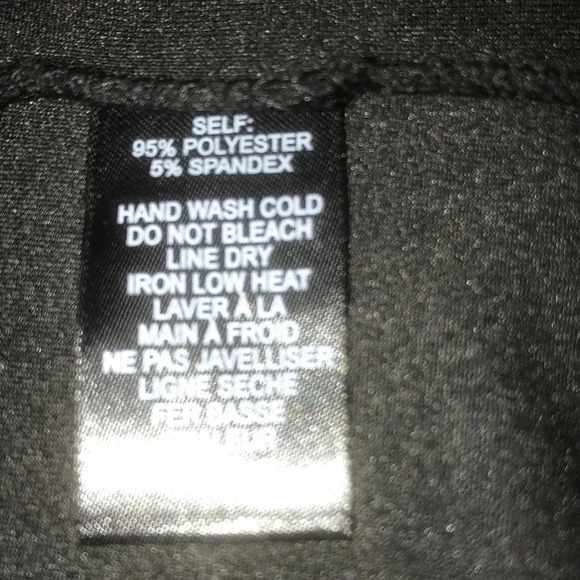 SELF:
95% POLYESTER
5% SPANDEX
HAND WASH COLD
DO NOT BLEACH
LINE DRY
IRON LOW HEAT
LAVER À LA
MAIN À FROID
NE PAS JAVELLISER
LIGNE SECHE
FER BASSE